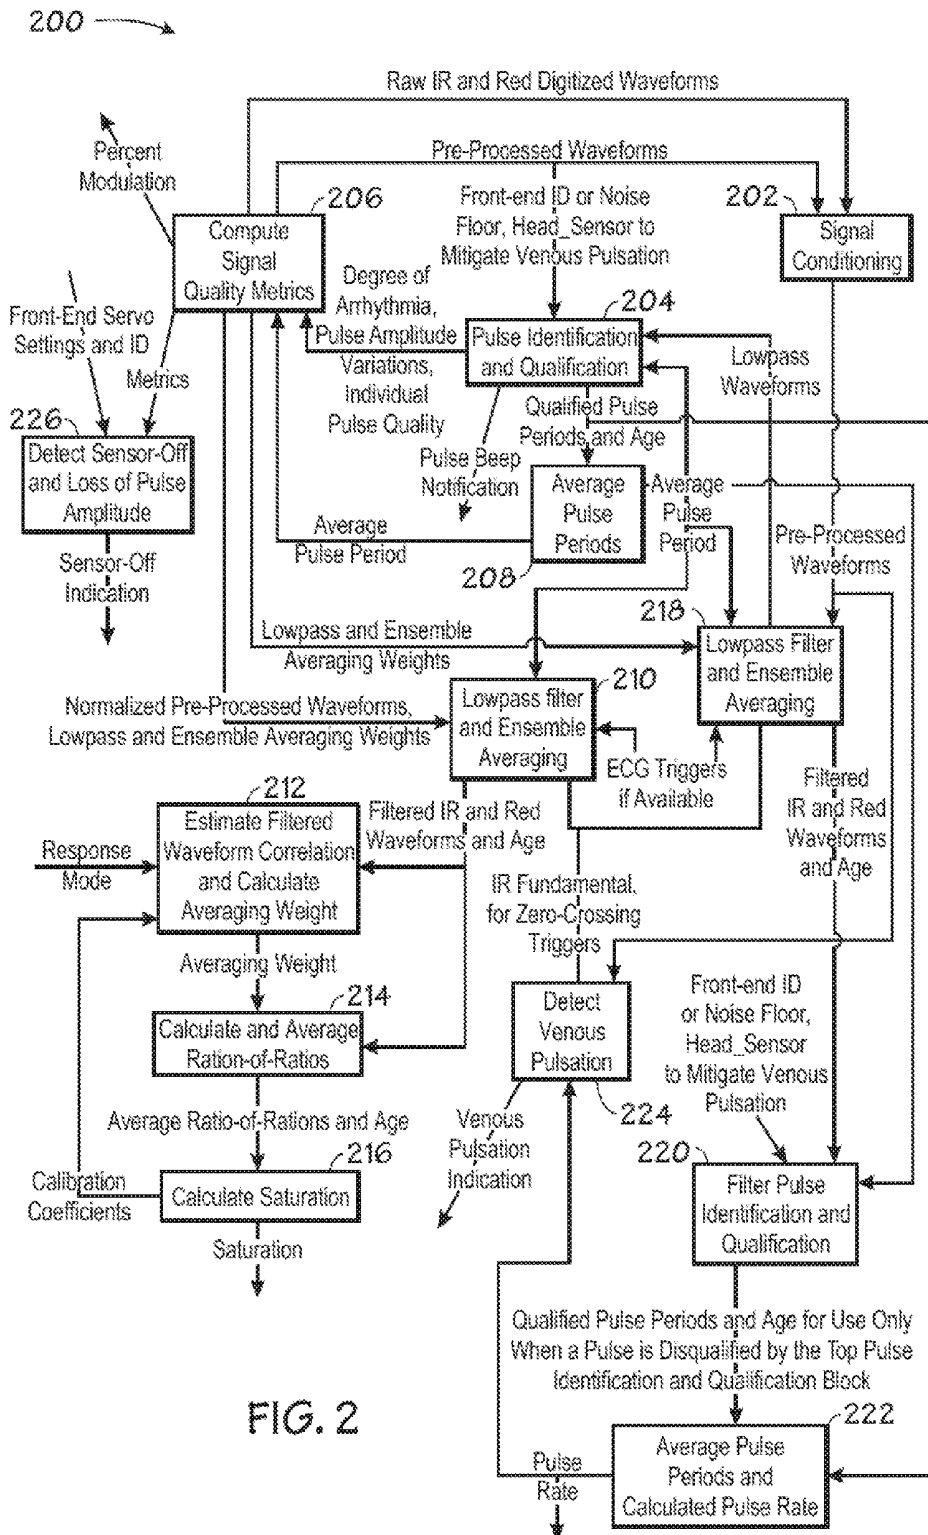 200
Raw IR and Red Digitized Waveforms
Percent
Modulation
Pre-Processed Waveforms
206
Compute
Signal
Quality Metrics
Front-end ID or Noise
Floor, Head_Sensor to
Mitigate Venous Pulsation
202
Signal
Conditioning
Degree of
Arrhythmia,
Pulse Amplitude
Variations,
Individual
Pulse Quality
204
Pulse Identification
and Qualification
Lowpass
Waveforms
Front-End Servo
Settings and ID
Metrics
226
Detect Sensor-Off
and Loss of Pulse
Amplitude
Sensor-Off
Indication
Qualified Pulse
Periods and Age
Pulse Beep
Notification
Average
Pulse
Periods
208
Average
Pulse
Period
Average
Pulse Period
Pre-Processed
Waveforms
218
Lowpass Filter
and Ensemble
Averaging
Lowpass and Ensemble
Averaging Weights
210
Lowpass filter
and Ensemble
Averaging
Normalized Pre-Processed Waveforms,
Lowpass and Ensemble Averaging Weights
ECG Triggers
if Available
Filtered
IR and Red
Waveforms
and Age
212
Estimate Filtered
Waveform Correlation
and Calculate
Averaging Weight
Filtered IR and Red
Waveforms and Age
Response
Mode
IR Fundamental,
for Zero-Crossing
Triggers
Averaging Weight
214
Calculate and Average
Ration-of-Ratios
Detect
Venous
Pulsation
224
Front-end ID
or Noise Floor,
Head_Sensor
to Mitigate Venous
Pulsation
Average Ratio-of-Rations and Age
216
Calculate Saturation
Calibration
Coefficients
Saturation
Venous
Pulsation
Indication
220
Filter Pulse
Identification and
Qualification
Qualified Pulse Periods and Age for Use Only
When a Pulse is Disqualified by the Top Pulse
Identification and Qualification Block
FIG. 2
222
Average Pulse
Periods and
Calculated Pulse Rate
Pulse
Rate